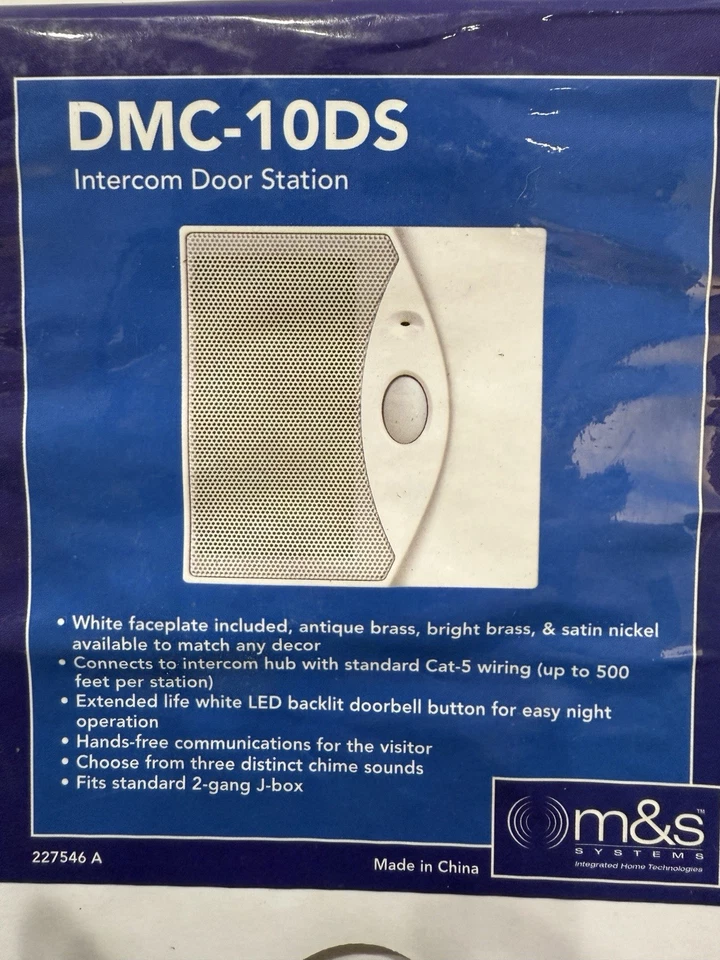 DMC-10DS
Intercom Door Station
• White faceplate included, antique brass, bright brass, & satin nickel
available to match any decor
• Connects to intercom hub with standard Cat-5 wiring (up to 500
feet per station)
• Extended life white LED backlit doorbell button for easy night
operation
• Hands-free communications for the visitor
• Choose from three distinct chime sounds
• Fits standard 2-gang J-box
m&s™
SYSTEMS
Integrated Home Technologies
227546 A
Made in China